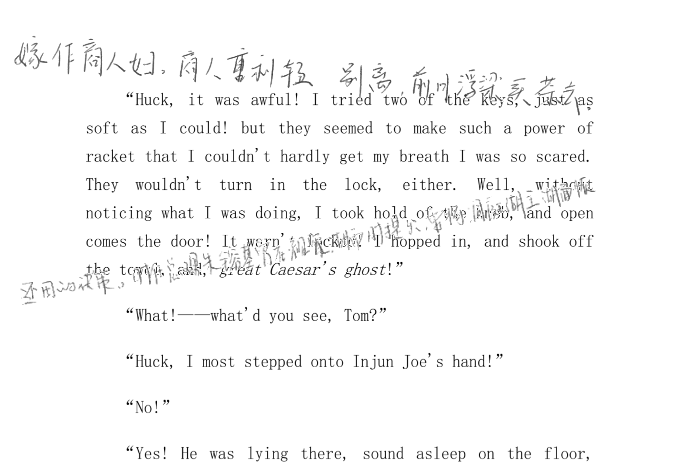 嫁作商人妇。商人重利轻别离,前月浮梁买茶去。
“Huck, it was awful! I tried two of the keys, just as
soft as I could! but they seemed to make such a power of
racket that I couldn't hardly get my breath I was so scared.
They wouldn't turn in the lock, either. Well, without
noticing what I was doing, I took hold of the knob, and open
comes the door! It warn't locked! I hopped in, and shook off
the towel, and, great Caesar's ghost!”
还用的政策。
“What!——what'd you see, Tom?”
“Huck, I most stepped onto Injun Joe's hand!”
“No!”
“Yes! He was lying there, sound asleep on the floor,